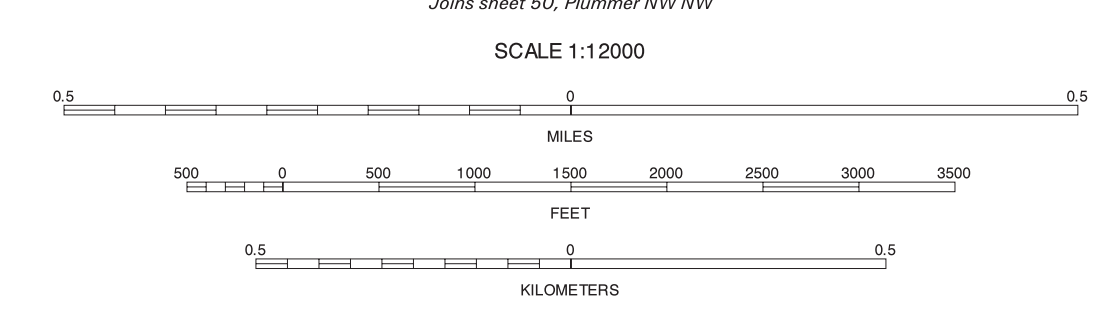 Joins sheet 50, Plummer NW NW
SCALE 1:12000
0.5 0 0.5
MILES
500 0 500 1000 1500 2000 2500 3000 3500
FEET
0.5 0 0.5
KILOMETERS